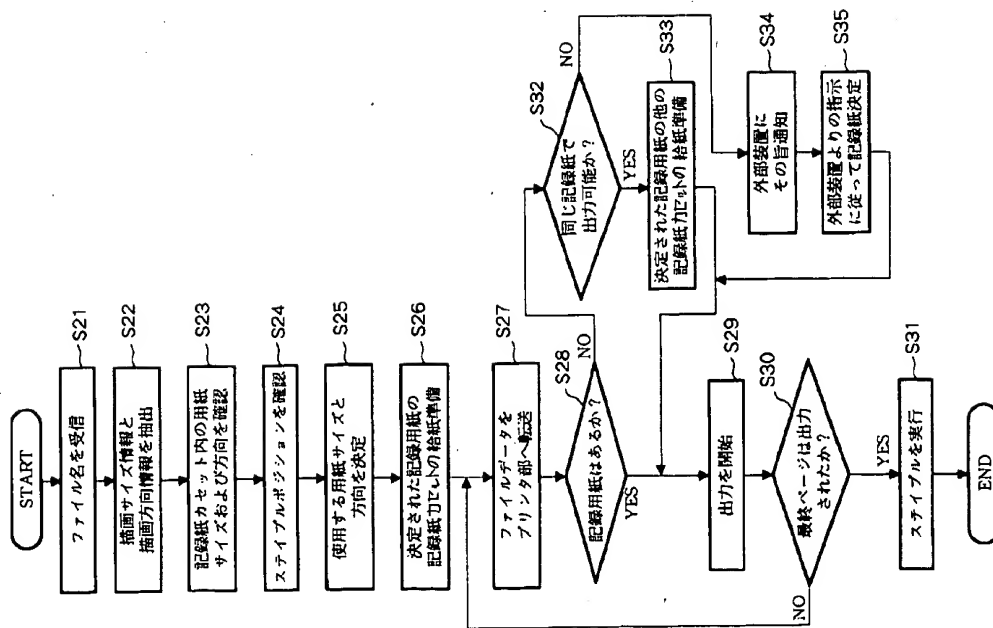 START
S21
ファイル名を受信
S22
描画サイズ情報と
描画方向情報を抽出
S23
記録紙カセット内の用紙
サイズおよび方向を確認
S24
ステイプルポジションを確認
S25
使用する用紙サイズと
方向を決定
S26
決定された記録用紙の
記録紙カセットの給紙準備
S27
ファイルデータを
プリンタ部へ転送
S28
記録用紙はあるか?
NO
YES
S32
同じ記録紙で
出力可能か?
NO
YES
S33
決定された記録用紙の他の
記録紙カセットの給紙準備
S34
外部装置に
その旨通知
S35
外部装置よりの指示
に従って記録紙決定
S29
出力を開始
S30
最終ページは出力
されたか?
NO
YES
S31
ステイプルを実行
END